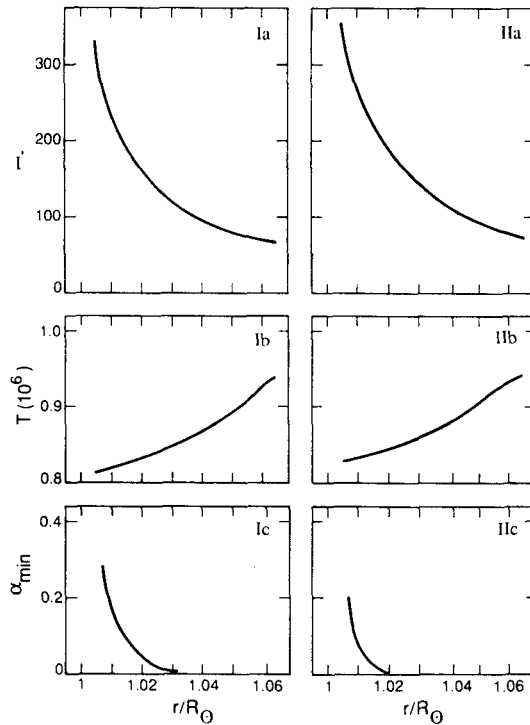 Ia
IIa
300
200
I'
100
0
Ib
IIb
1.0
T (10⁶)
0.9
0.8
Ic
IIc
0.4
α_min
0.2
0
1 1.02 1.04 1.06
1 1.02 1.04 1.06
r/R_⊙
r/R_⊙